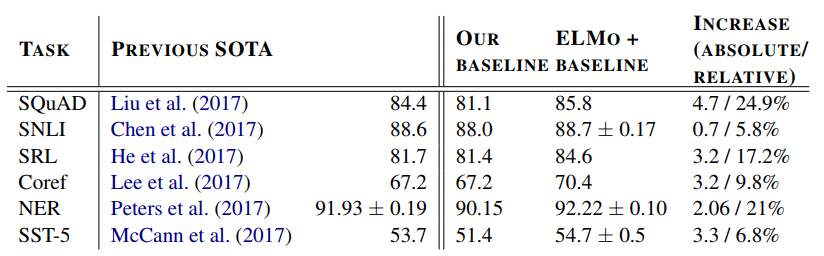 TASK PREVIOUS SOTA OUR BASELINE ELMO + BASELINE INCREASE (ABSOLUTE/ RELATIVE)
SQuAD Liu et al. (2017) 84.4 81.1 85.8 4.7 / 24.9%
SNLI Chen et al. (2017) 88.6 88.0 88.7 ± 0.17 0.7 / 5.8%
SRL He et al. (2017) 81.7 81.4 84.6 3.2 / 17.2%
Coref Lee et al. (2017) 67.2 67.2 70.4 3.2 / 9.8%
NER Peters et al. (2017) 91.93 ± 0.19 90.15 92.22 ± 0.10 2.06 / 21%
SST-5 McCann et al. (2017) 53.7 51.4 54.7 ± 0.5 3.3 / 6.8%